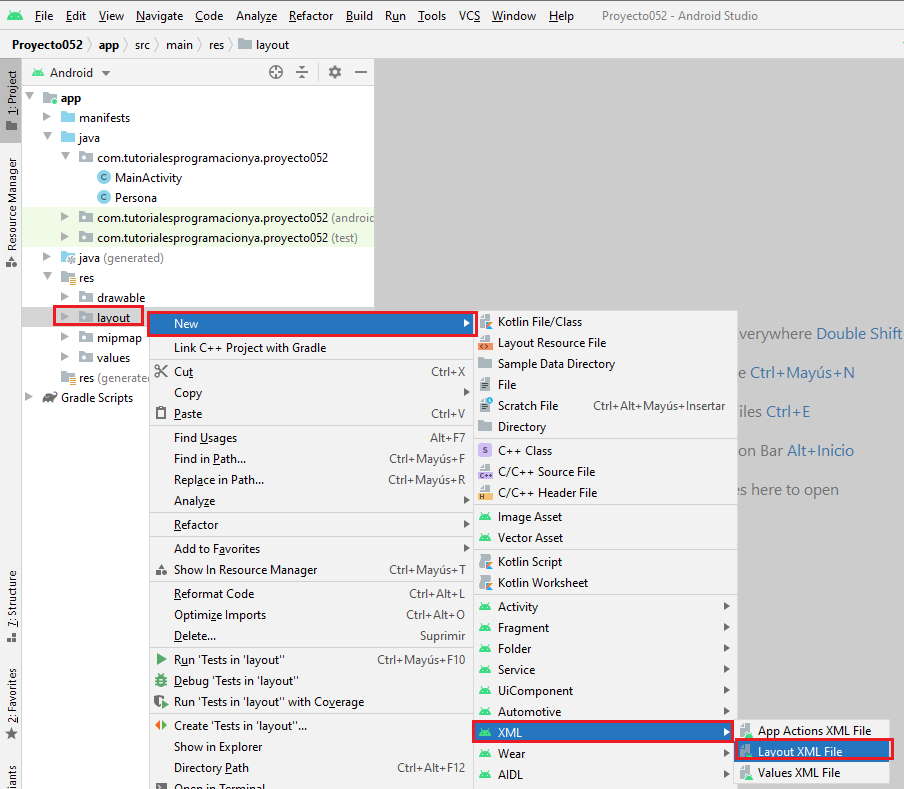 File Edit View Navigate Code Analyze Refactor Build Run Tools VCS Window Help Proyecto052 - Android Studio
Proyecto052 app src main res layout
1: Project
Resource Manager
7: Structure
2: Favorites
Android
app
manifests
java
com.tutorialesprogramacionya.proyecto052
MainActivity
Persona
com.tutorialesprogramacionya.proyecto052 (android
com.tutorialesprogramacionya.proyecto052 (test)
java (generated)
res
drawable
layout
mipmap
values
res (generate
Gradle Scripts
New
Link C++ Project with Gradle
Cut Ctrl+X
Copy
Paste Ctrl+V
Find Usages Alt+F7
Find in Path... Ctrl+Mayús+F
Replace in Path... Ctrl+Mayús+R
Analyze
Refactor
Add to Favorites
Show In Resource Manager Ctrl+Mayús+T
Reformat Code Ctrl+Alt+L
Optimize Imports Ctrl+Alt+O
Delete... Suprimir
Run 'Tests in 'layout'' Ctrl+Mayús+F10
Debug 'Tests in 'layout''
Run 'Tests in 'layout'' with Coverage
Create 'Tests in 'layout''...
Show in Explorer
Directory Path Ctrl+Alt+F12
Open in Terminal
Kotlin File/Class
Layout Resource File
Sample Data Directory
File
Scratch File Ctrl+Alt+Mayús+Insertar
Directory
C++ Class
C/C++ Source File
C/C++ Header File
Image Asset
Vector Asset
Kotlin Script
Kotlin Worksheet
Activity
Fragment
Folder
Service
UiComponent
Automotive
XML
Wear
AIDL
App Actions XML File
Layout XML File
Values XML File
verywhere Double Shift
e Ctrl+Mayús+N
iles Ctrl+E
on Bar Alt+Inicio
s here to open